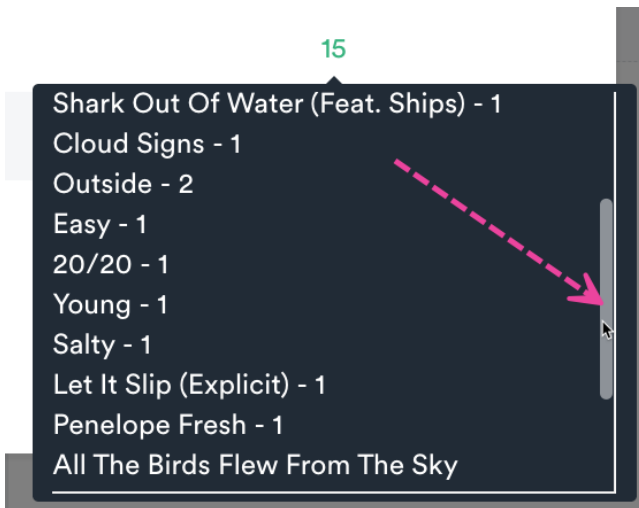 15
Shark Out Of Water (Feat. Ships) - 1
Cloud Signs - 1
Outside - 2
Easy - 1
20/20 - 1
Young - 1
Salty - 1
Let It Slip (Explicit) - 1
Penelope Fresh - 1
All The Birds Flew From The Sky